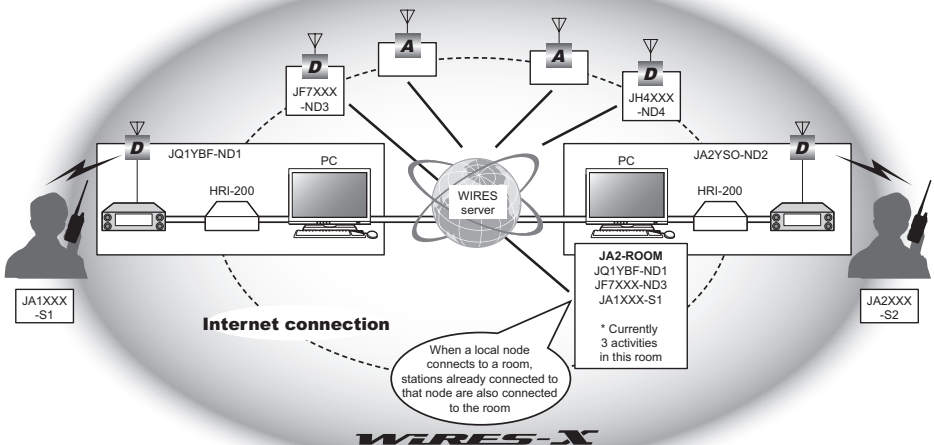 A
A
D
JF7XXX
-ND3
D
JH4XXX
-ND4
D
JQ1YBF-ND1
PC
HRI-200
WIRES
server
PC
JA2YSO-ND2
D
HRI-200
JA1XXX
-S1
JA2XXX
-S2
JA2-ROOM
JQ1YBF-ND1
JF7XXX-ND3
JA1XXX-S1
* Currently
3 activities
in this room
Internet connection
When a local node
connects to a room,
stations already connected to
that node are also connected
to the room
WIRES-X